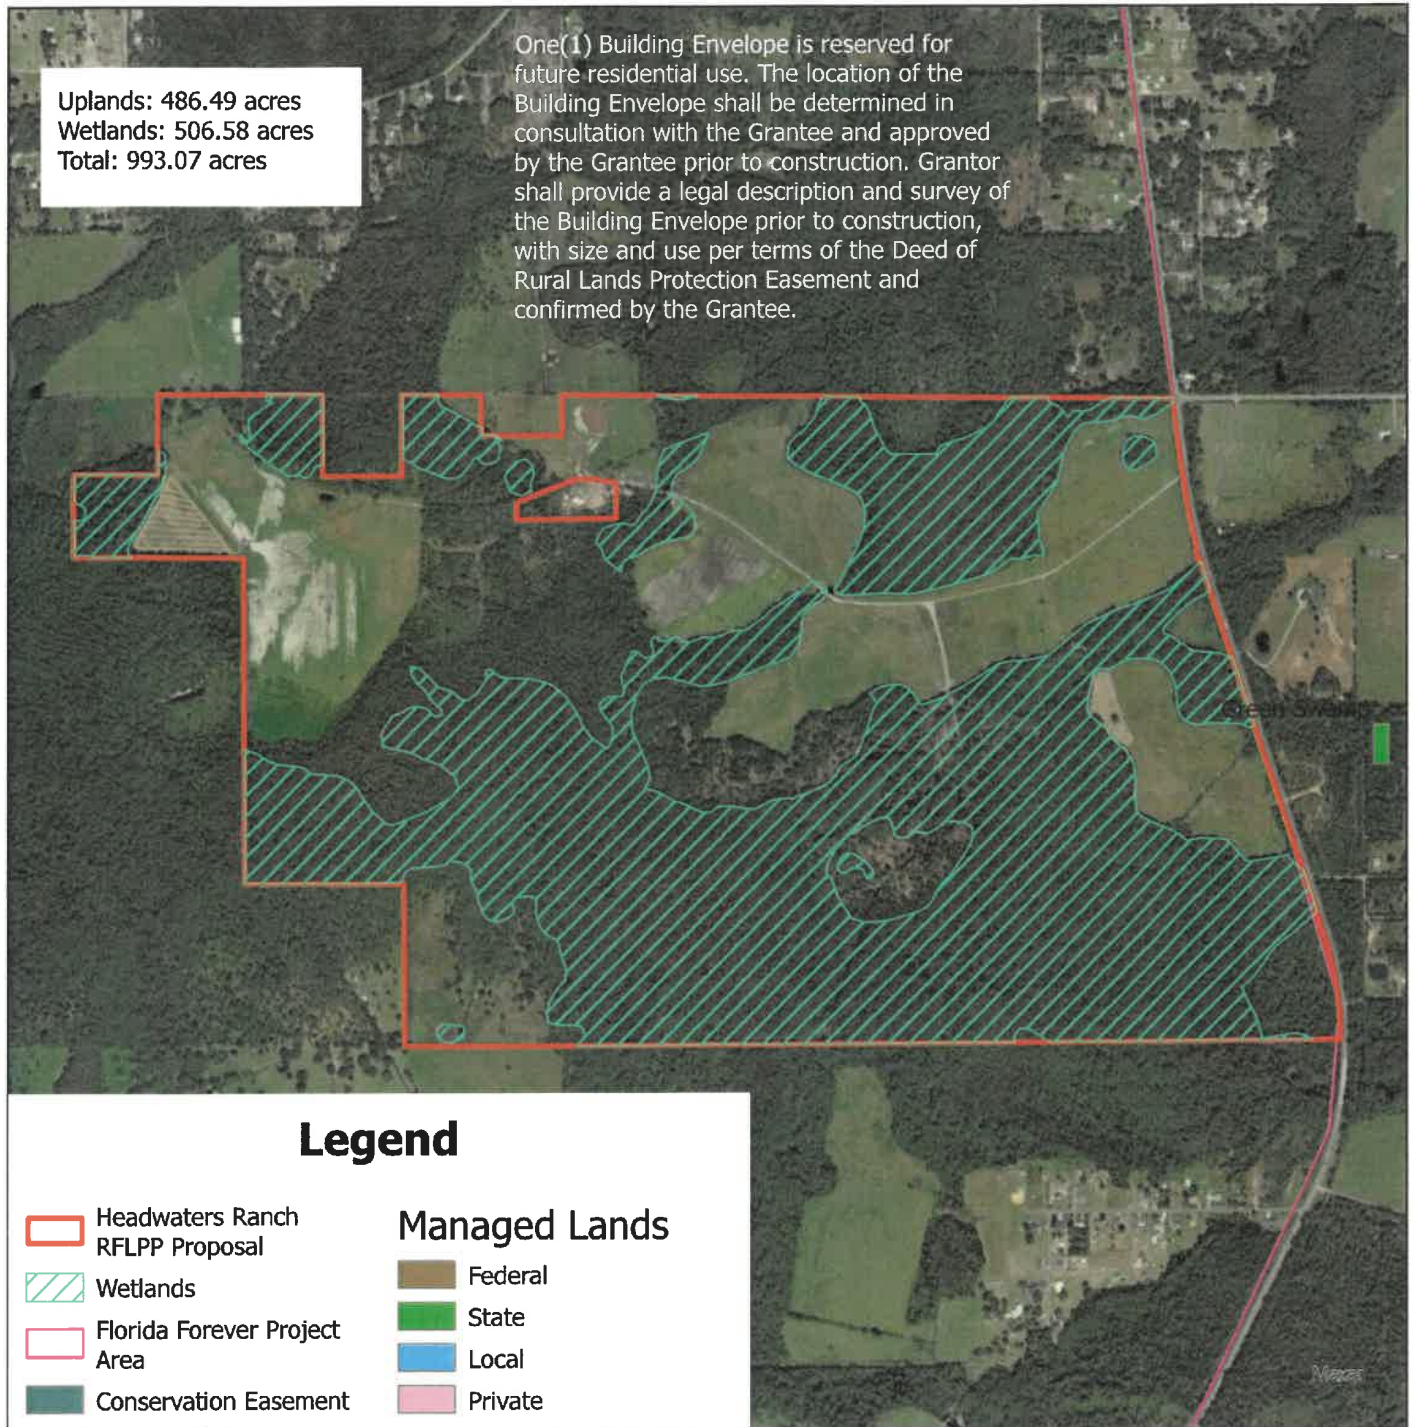 Uplands: 486.49 acres
Wetlands: 506.58 acres
Total: 993.07 acres
One(1) Building Envelope is reserved for
future residential use. The location of the
Building Envelope shall be determined in
consultation with the Grantee and approved
by the Grantee prior to construction. Grantor
shall provide a legal description and survey of
the Building Envelope prior to construction,
with size and use per terms of the Deed of
Rural Lands Protection Easement and
confirmed by the Grantee.
Green Swamp
Legend
Headwaters Ranch
RFLPP Proposal
Wetlands
Florida Forever Project
Area
Conservation Easement
Managed Lands
Federal
State
Local
Private
Maxar